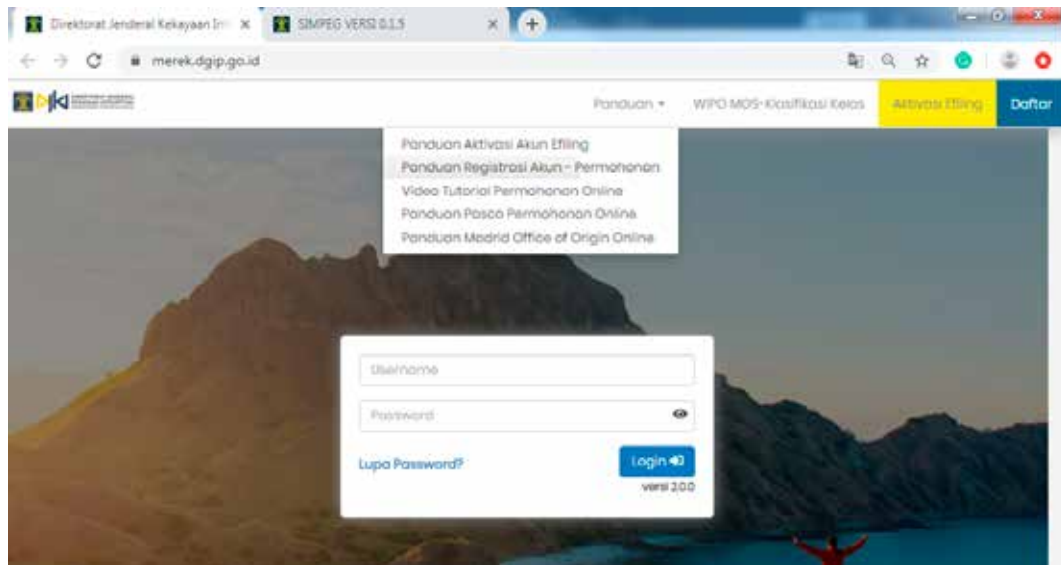 Direktorat Jenderal Kekayaan In
SIMPEG VERSI 0.1.5
merek.dgip.go.id
Panduan
WIPO MGS-Klasifikasi Kelas
Aktivasi Efiling
Daftar
Panduan Aktivasi Akun Efiling
Panduan Registrasi Akun - Permohonan
Video Tutorial Permohonan Online
Panduan Pasca Permohonan Online
Panduan Madrid Office of Origin Online
Username
Password
Lupa Password?
Login
versi 2.0.0